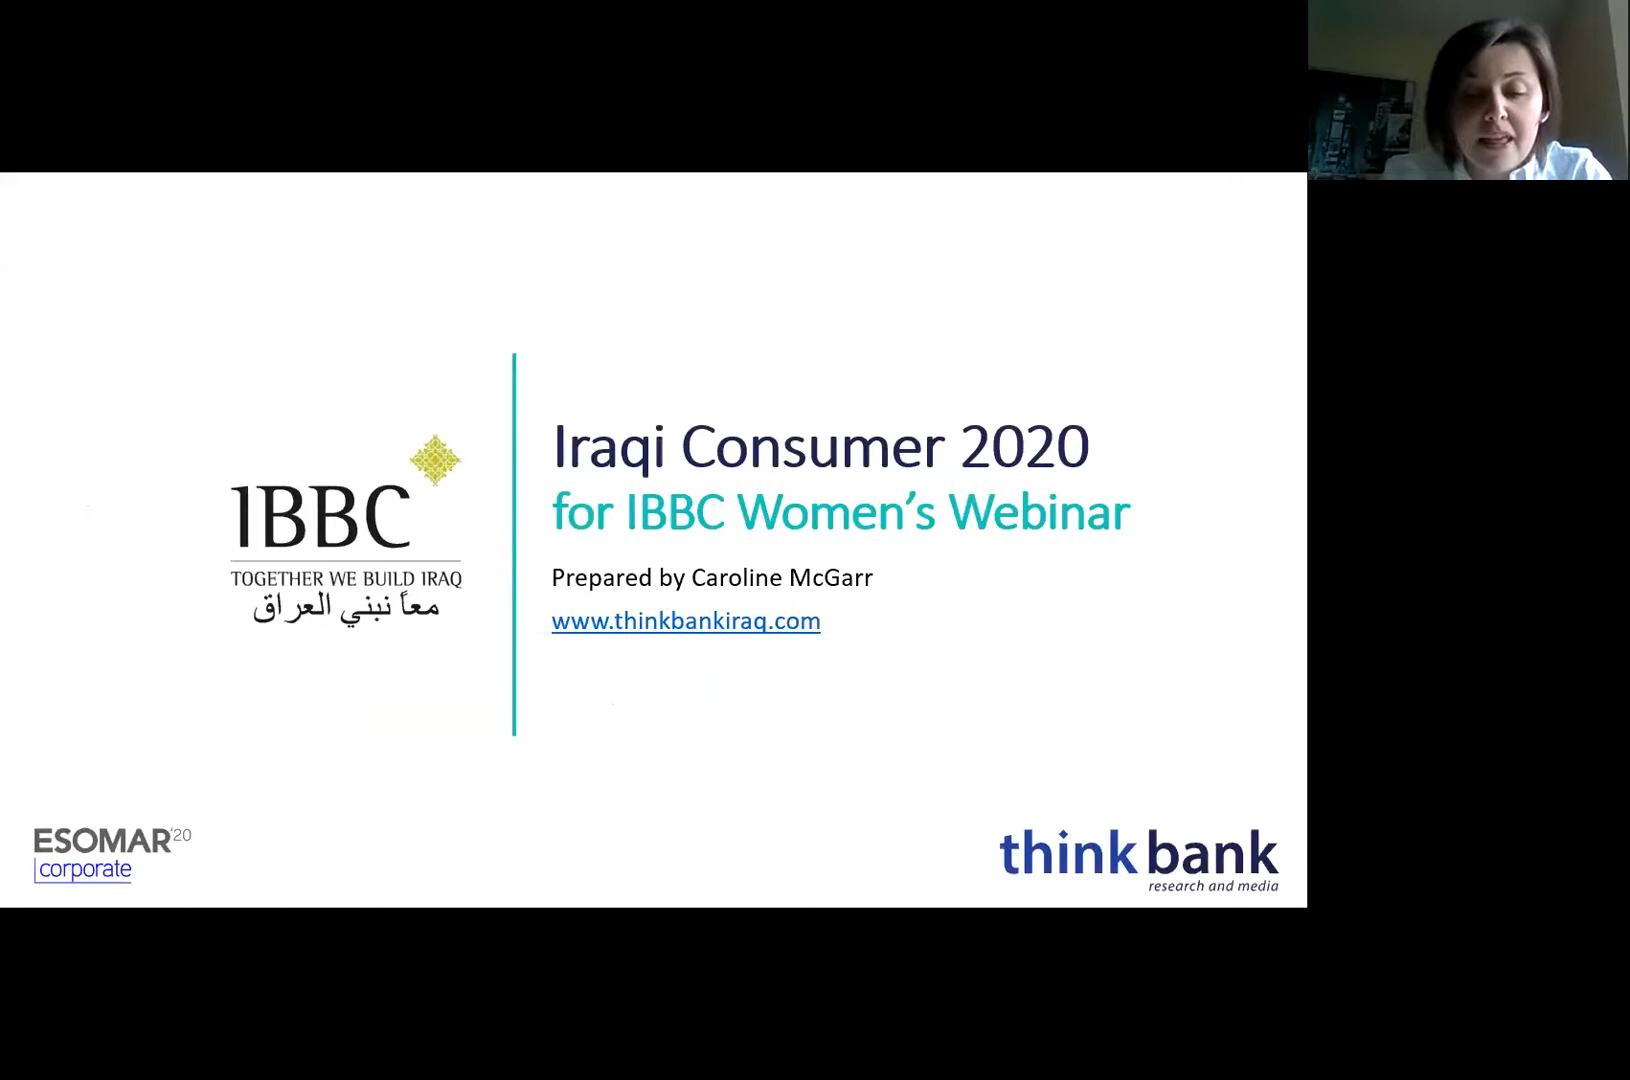 Iraqi Consumer 2020
for IBBC Women's Webinar
Prepared by Caroline McGarr
www.thinkbankiraq.com
IBBC
TOGETHER WE BUILD IRAQ
معاً نبني العراق
ESOMAR'20
corporate
think bank
research and media